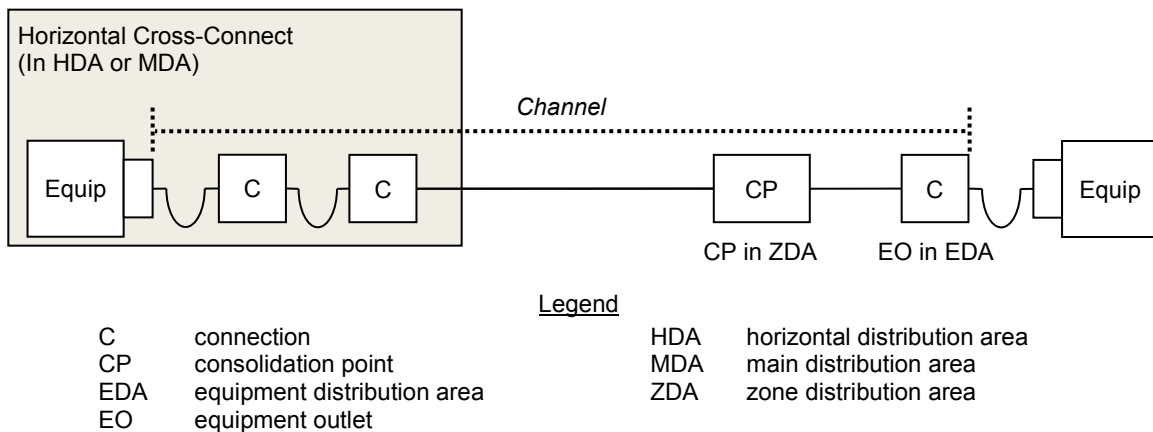 Horizontal Cross-Connect
(In HDA or MDA)
Channel
Equip
C
C
CP
C
Equip
CP in ZDA
EO in EDA
Legend
C connection
CP consolidation point
EDA equipment distribution area
EO equipment outlet
HDA horizontal distribution area
MDA main distribution area
ZDA zone distribution area